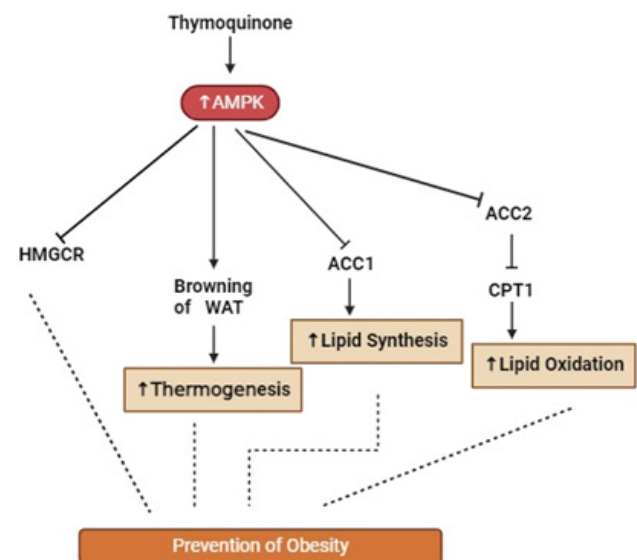 Thymoquinone
↑AMPK
HMGCR
Browning
of WAT
↑Thermogenesis
ACC1
↑Lipid Synthesis
ACC2
CPT1
↑Lipid Oxidation
Prevention of Obesity